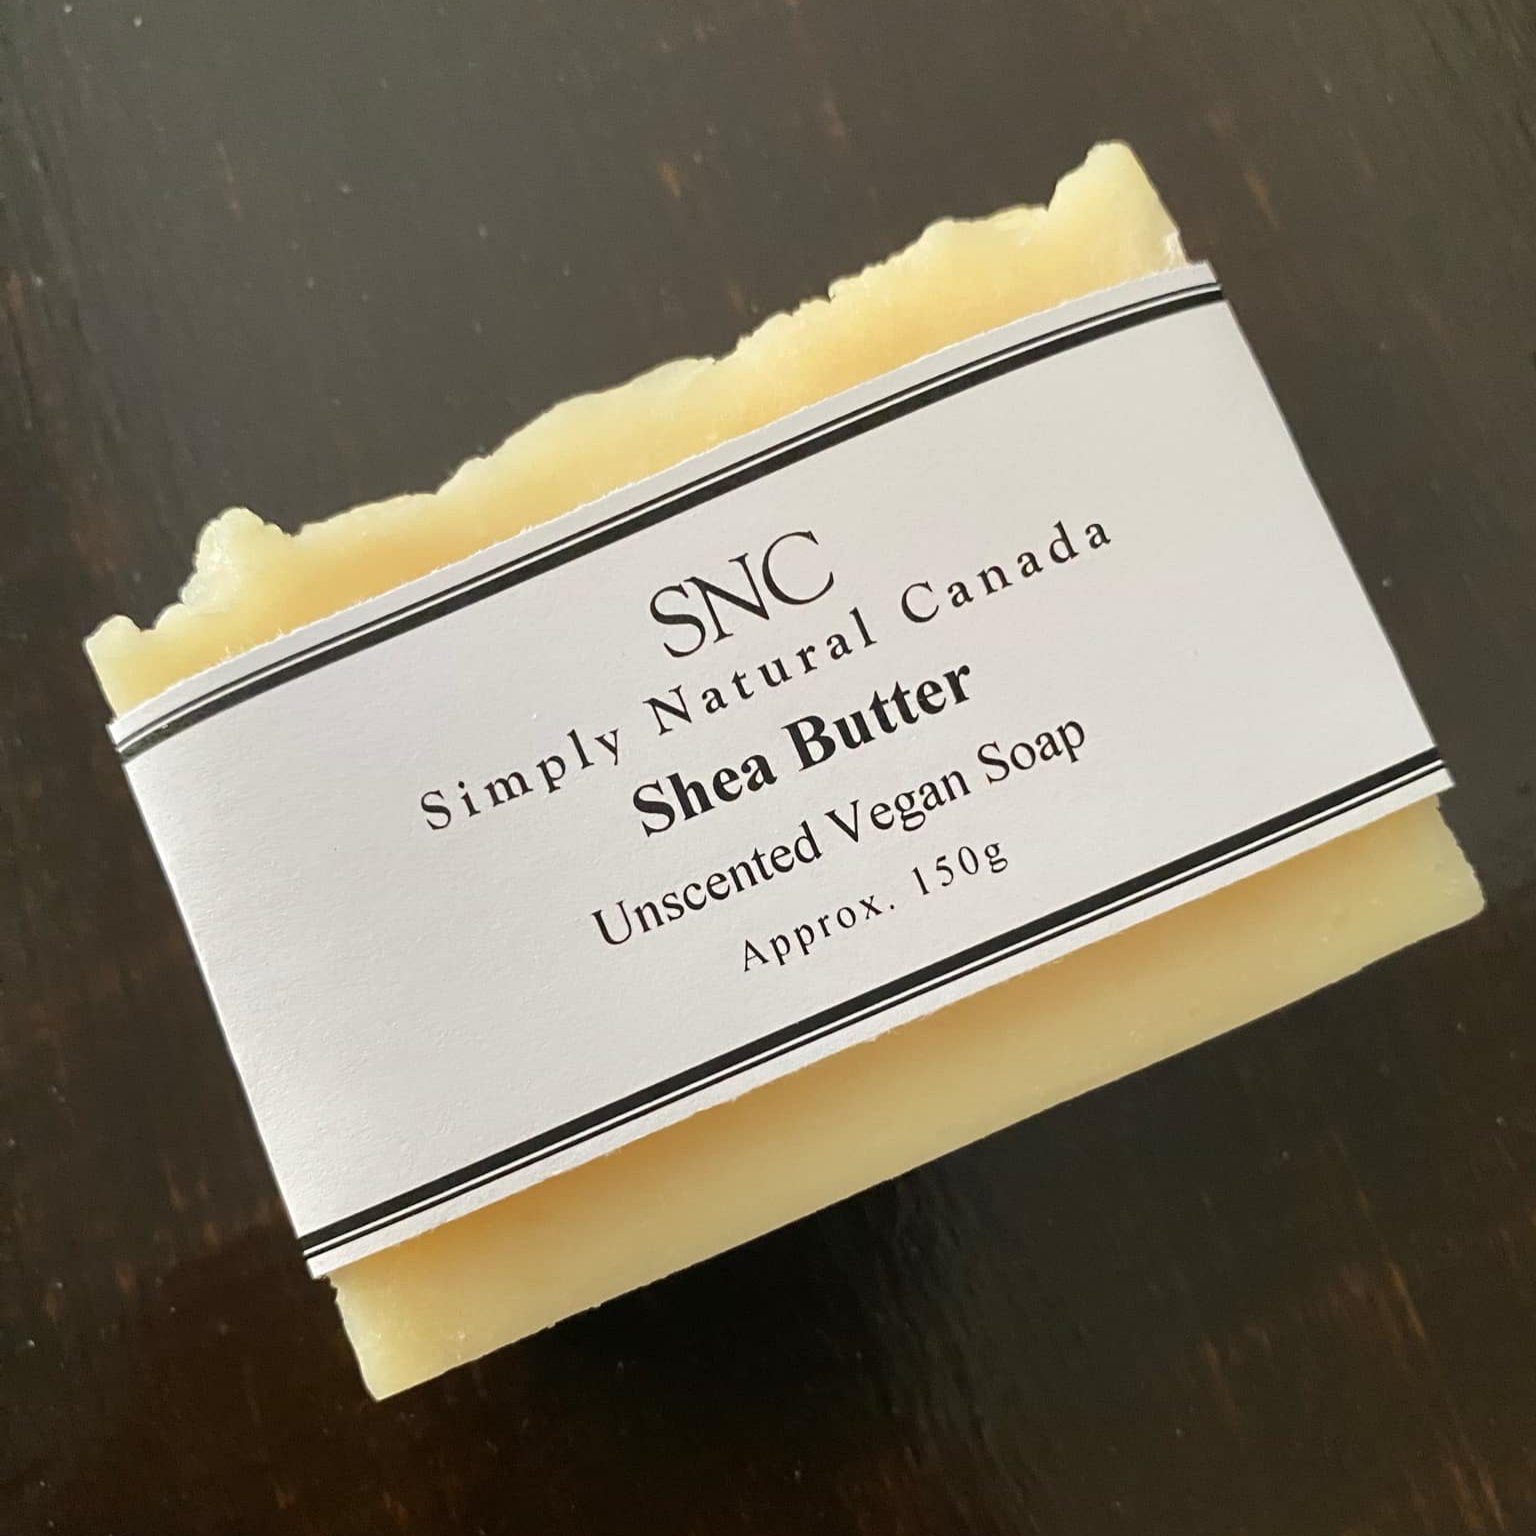 SNC
Simply Natural Canada
Shea Butter
Unscented Vegan Soap
Approx. 150g